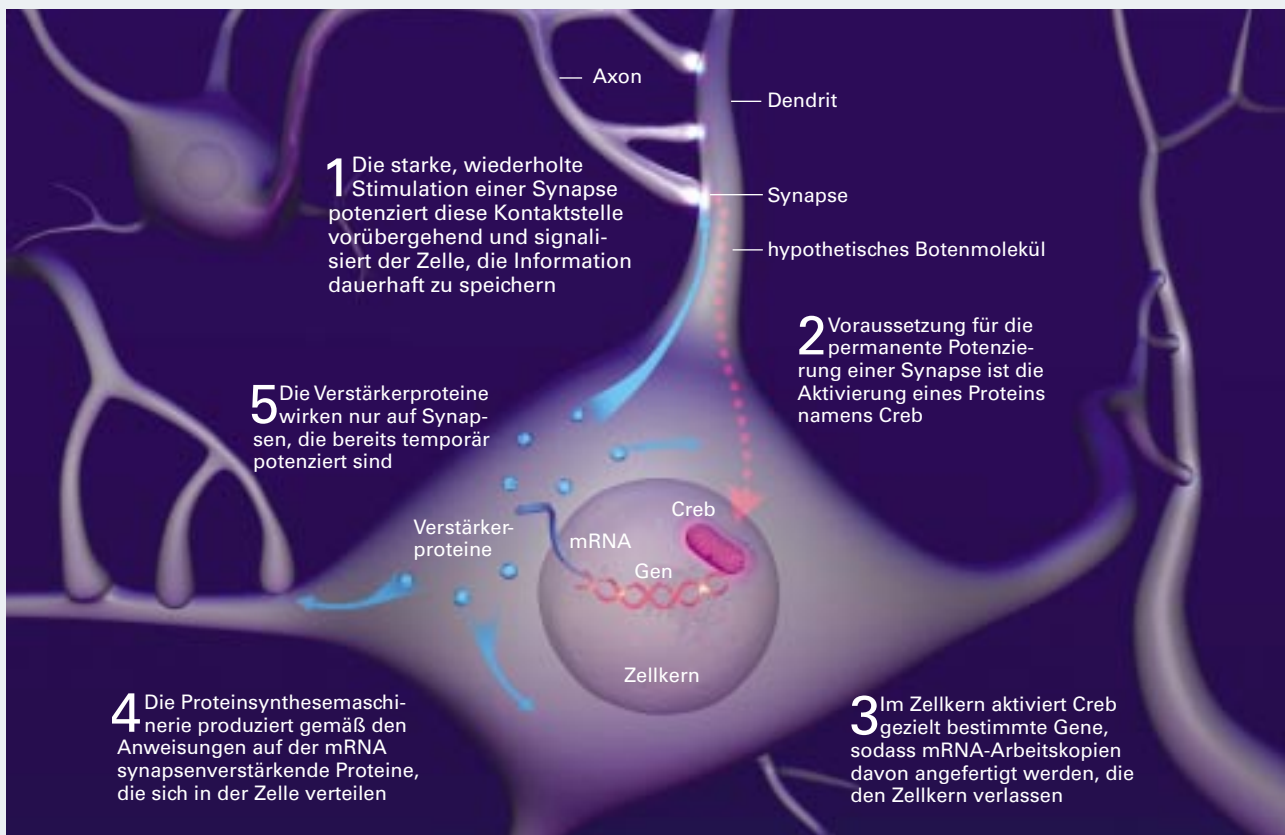 Axon
Dendrit
1 Die starke, wiederholte
Stimulation einer Synapse
potenziert diese Kontaktstelle
vorübergehend und signali-
siert der Zelle, die Information
dauerhaft zu speichern
Synapse
hypothetisches Botenmolekül
2 Voraussetzung für die
permanente Potenzie-
rung einer Synapse ist die
Aktivierung eines Proteins
namens Creb
5 Die Verstärkerproteine
wirken nur auf Synap-
sen, die bereits temporär
potenziert sind
Verstärker-
proteine
mRNA
Creb
Gen
Zellkern
4 Die Proteinsynthesemaschi-
nerie produziert gemäß den
Anweisungen auf der mRNA
synapsenverstärkende Proteine,
die sich in der Zelle verteilen
3 Im Zellkern aktiviert Creb
gezielt bestimmte Gene,
sodass mRNA-Arbeitskopien
davon angefertigt werden, die
den Zellkern verlassen